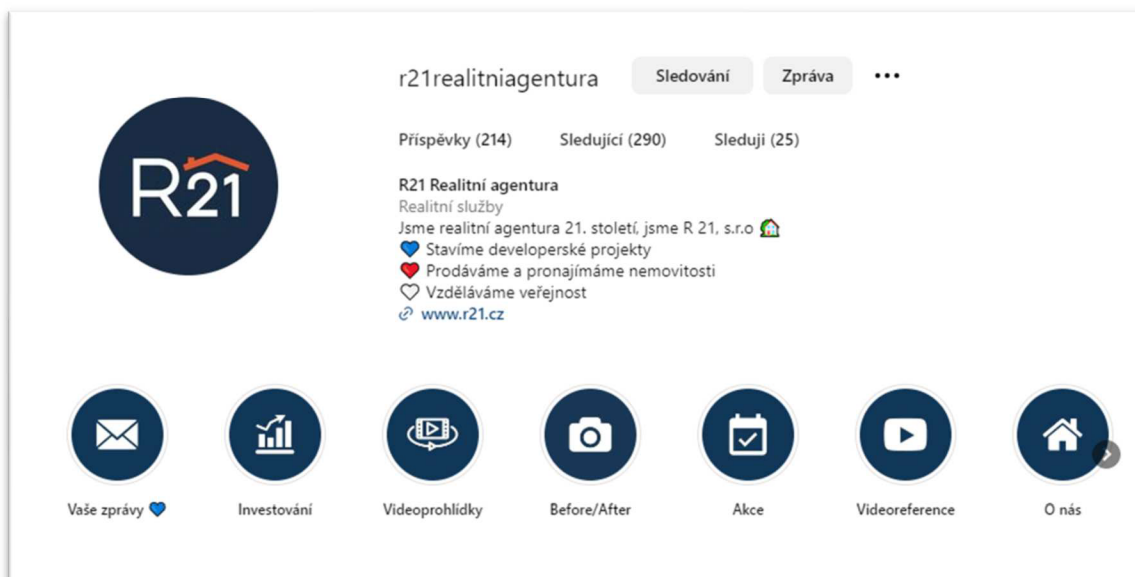 r21realitniagentura Sledování Zpráva
Příspěvky (214) Sledující (290) Sleduji (25)
R21
R21 Realitní agentura
Realitní služby
Jsme realitní agentura 21. století, jsme R 21, s.r.o 🏡
💙 Stavíme developerské projekty
❤️ Prodáváme a pronajímáme nemovitosti
🤍 Vzděláváme veřejnost
www.r21.cz
Vaše zprávy 💙 Investování Videoprohlídky Before/After Akce Videoreference O nás